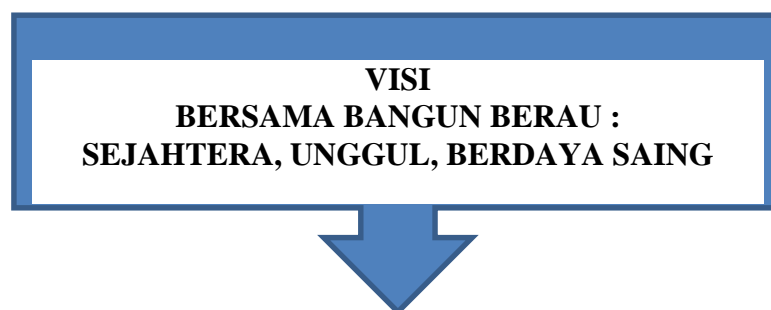 VISI
BERSAMA BANGUN BERAU :
SEJAHTERA, UNGGUL, BERDAYA SAING